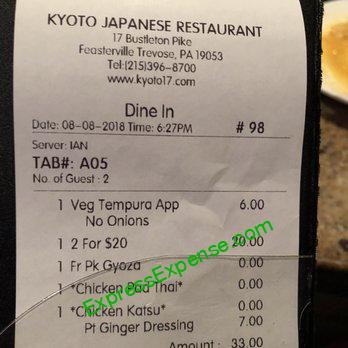 KYOTO JAPANESE RESTAURANT
17 Bustleton Pike
Feasterville Trevose, PA 19053
Tel:(215)396-8700
www.kyoto17.com
Dine In
Date: 08-08-2018 Time: 6:27PM # 98
Server: IAN
TAB#: A05
No. of Guest : 2
1 Veg Tempura App 6.00
No Onions
1 2 For $20 20.00
1 Fr Pk Gyoza 0.00
1 *Chicken Pad Thai* 0.00
1 *Chicken Katsu* 0.00
Pt Ginger Dressing 7.00
Amount : 33.00
ExpressExpense.com